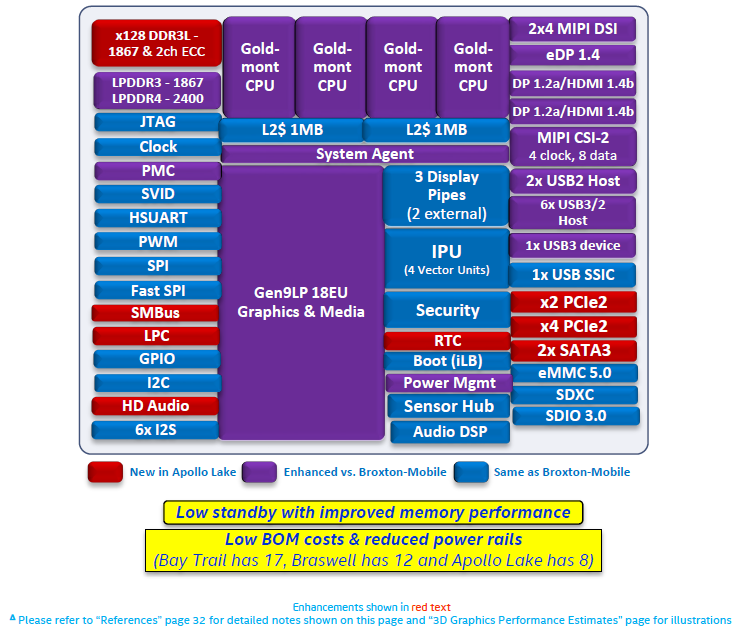 x128 DDR3L -
1867 & 2ch ECC
LPDDR3 - 1867
LPDDR4 - 2400
JTAG
Clock
PMC
SVID
HSUART
PWM
SPI
Fast SPI
SMBus
LPC
GPIO
I2C
HD Audio
6x I2S
Gold-
mont
CPU
Gold-
mont
CPU
Gold-
mont
CPU
Gold-
mont
CPU
L2$ 1MB
L2$ 1MB
System Agent
Gen9LP 18EU
Graphics & Media
3 Display
Pipes
(2 external)
IPU
(4 Vector Units)
Security
RTC
Boot (iLB)
Power Mgmt
Sensor Hub
Audio DSP
2x4 MIPI DSI
eDP 1.4
DP 1.2a/HDMI 1.4b
DP 1.2a/HDMI 1.4b
MIPI CSI-2
4 clock, 8 data
2x USB2 Host
6x USB3/2
Host
1x USB3 device
1x USB SSIC
x2 PCIe2
x4 PCIe2
2x SATA3
eMMC 5.0
SDXC
SDIO 3.0
New in Apollo Lake
Enhanced vs. Broxton-Mobile
Same as Broxton-Mobile
Low standby with improved memory performance
Low BOM costs & reduced power rails
(Bay Trail has 17, Braswell has 12 and Apollo Lake has 8)
Enhancements shown in red text
Δ Please refer to “References” page 32 for detailed notes shown on this page and “3D Graphics Performance Estimates” page for illustrations